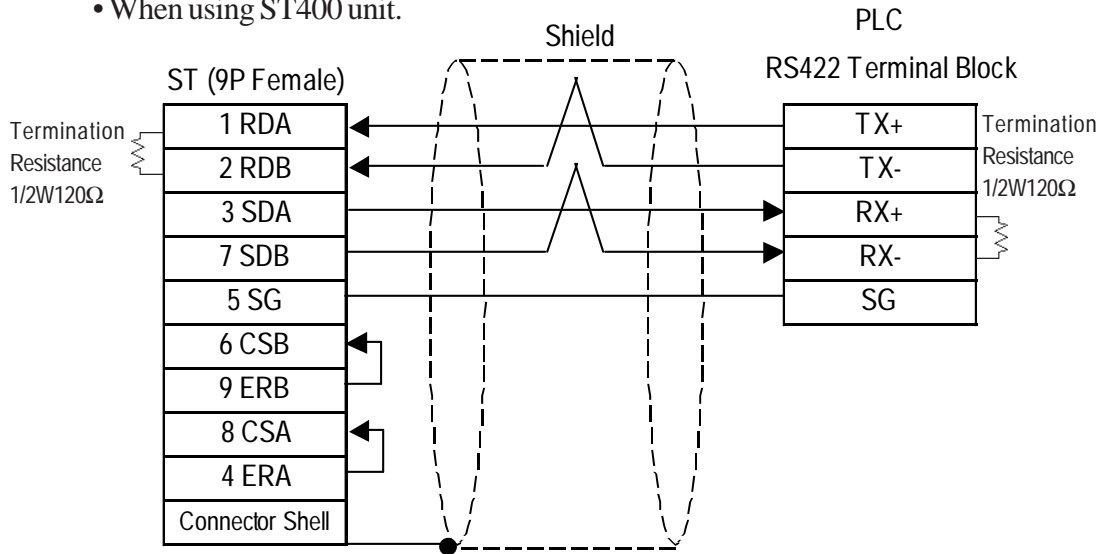 • When using ST400 unit.
PLC
Shield
RS422 Terminal Block
ST (9P Female)
Termination
Resistance
1/2W120Ω
1 RDA
2 RDB
3 SDA
7 SDB
5 SG
6 CSB
9 ERB
8 CSA
4 ERA
Connector Shell
TX+
TX-
RX+
RX-
SG
Termination
Resistance
1/2W120Ω